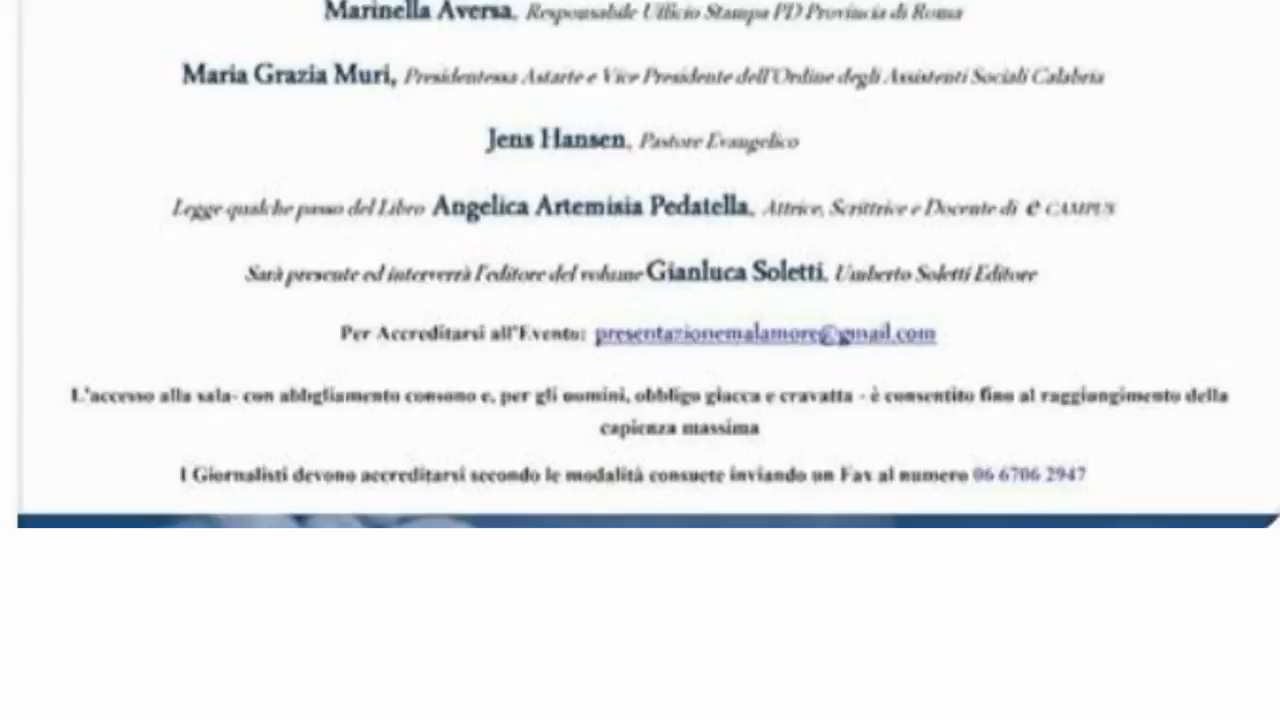 Marinella Aversa, Responsabile Ufficio Stampa PD Provincia di Roma
Maria Grazia Muri, Presidentessa Astarte e Vice Presidente dell'Ordine degli Assistenti Sociali Calabria
Jens Hansen, Pastore Evangelico
Legge qualche passo del Libro Angelica Artemisia Pedatella, Attrice, Scrittrice e Docente di e CAMPUS
Sarà presente ed interverrà l'editore del volume Gianluca Soletti, Umberto Soletti Editore
Per Accreditarsi all'Evento: presentazionemalamore@gmail.com
L'accesso alla sala- con abbigliamento consono e, per gli uomini, obbligo giacca e cravatta - è consentito fino al raggiungimento della
capienza massima
I Giornalisti devono accreditarsi secondo le modalità consuete inviando un Fax al numero 06 6706 2947